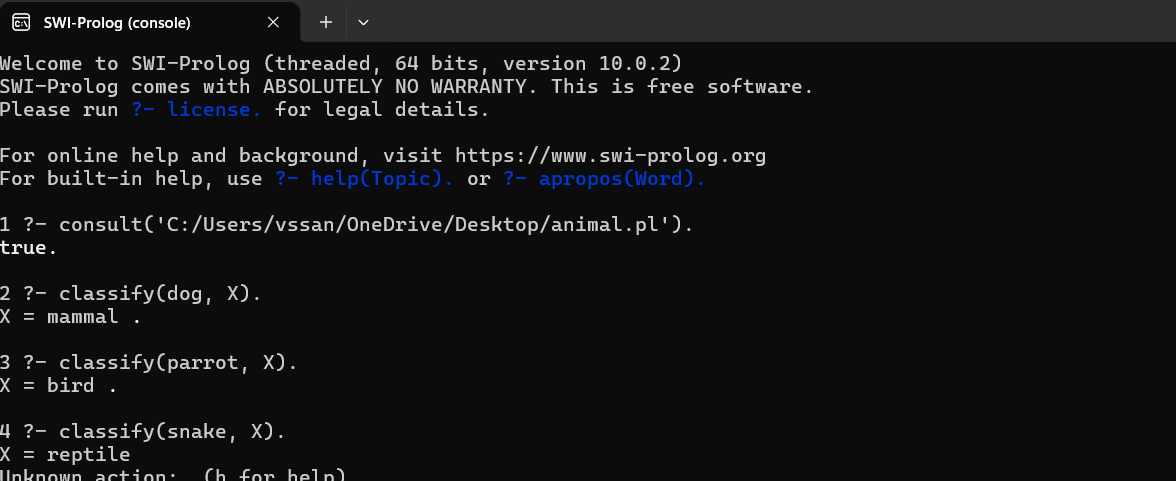 SWI-Prolog (console)
Welcome to SWI-Prolog (threaded, 64 bits, version 10.0.2)
SWI-Prolog comes with ABSOLUTELY NO WARRANTY. This is free software.
Please run ?- license. for legal details.
For online help and background, visit https://www.swi-prolog.org
For built-in help, use ?- help(Topic). or ?- apropos(Word).
1 ?- consult('C:/Users/vssan/OneDrive/Desktop/animal.pl').
true.
2 ?- classify(dog, X).
X = mammal .
3 ?- classify(parrot, X).
X = bird .
4 ?- classify(snake, X).
X = reptile
Unknown action:  (h for help)